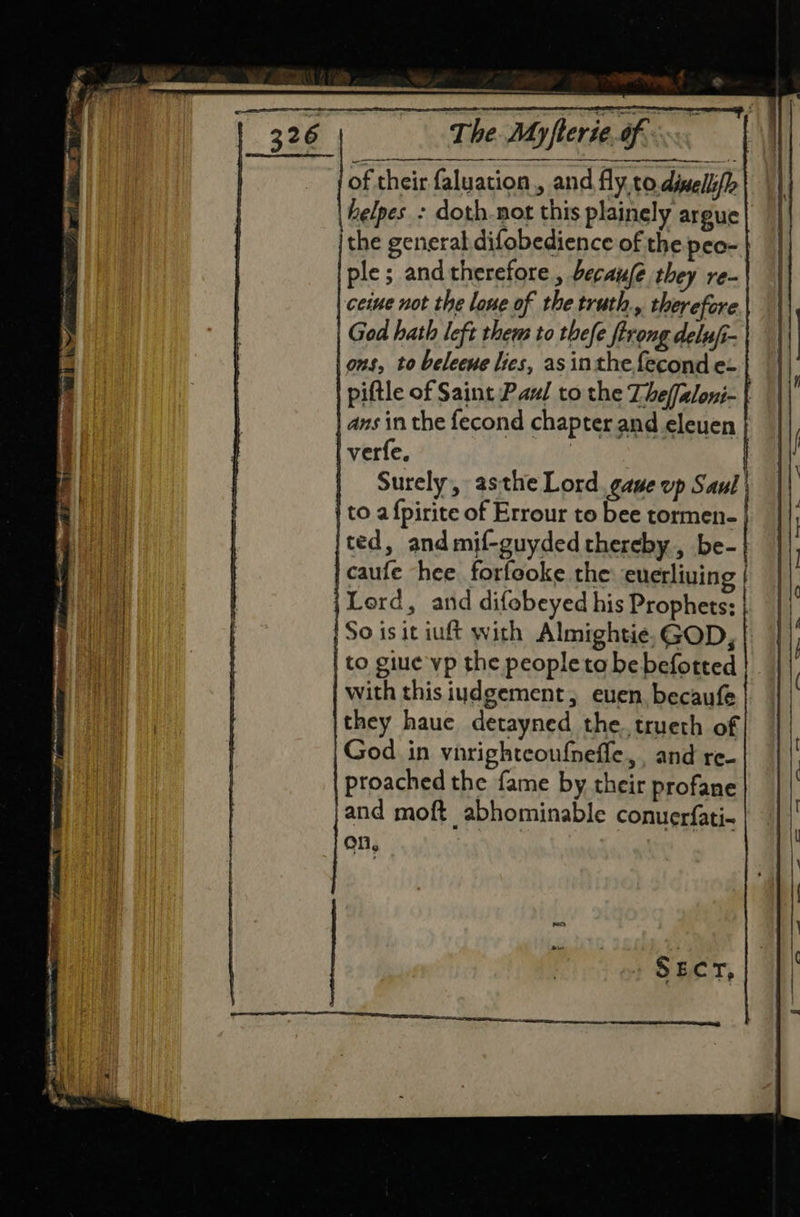 326 The Myſterie of
of their ſaluation, and fly to diuelliſh
helpes : doth not this plainely argue
the general diſobedience of the peo-
ple; and therefore, becauſe they re-
ceiue not the loue of the truth, therefore
God hath left them to theſe ſtrong deluſi-
ons, to beleeue lies, as in the ſecond e-
piſtle of Saint Paul to the Theſſaloni-
ans in the ſecond chapter and eleuen
verſe.
Surely, as the Lord gaue vp Saul
to a ſpirite of Errour to bee tormen-
ted, and miſ-guyded thereby, be-
cauſe hee forſooke the euerliuing
Lord, and diſobeyed his Prophets:
So is it iuſt with Almightie GOD,
to giue vp the people to be beſotted
with this iudgement, euen becauſe
they haue detayned the trueth of
God in vnrighteouſneſſe, and re-
proached the ſame by their profane
and moſt abhominable conuerſati-
on.
SECT.